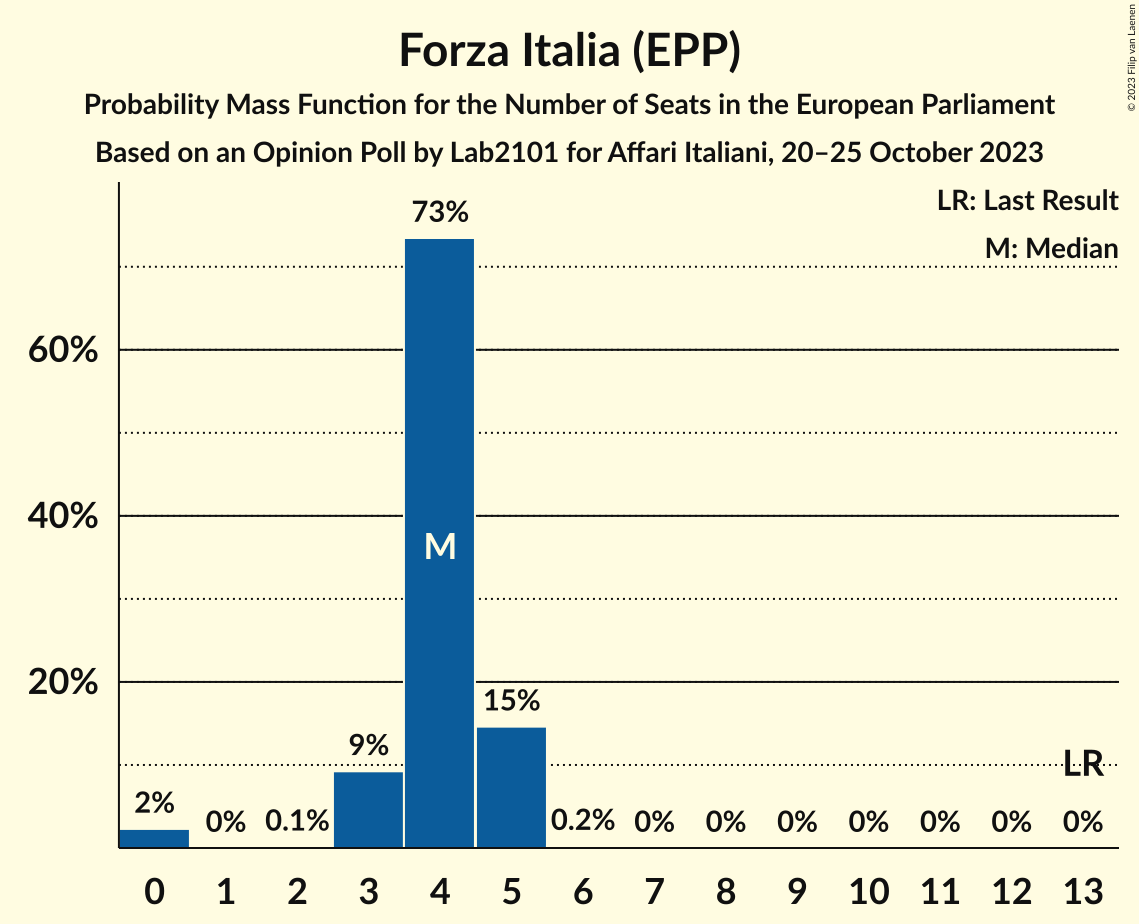 Forza Italia (EPP)
Probability Mass Function for the Number of Seats in the European Parliament
Based on an Opinion Poll by Lab2101 for Affari Italiani, 20–25 October 2023
© 2023 Filip van Laenen
LR: Last Result
M: Median
60%
40%
20%
2%
0%
0.1%
9%
73%
M
15%
0.2%
0%
0%
0%
0%
0%
0%
LR
0%
0 1 2 3 4 5 6 7 8 9 10 11 12 13